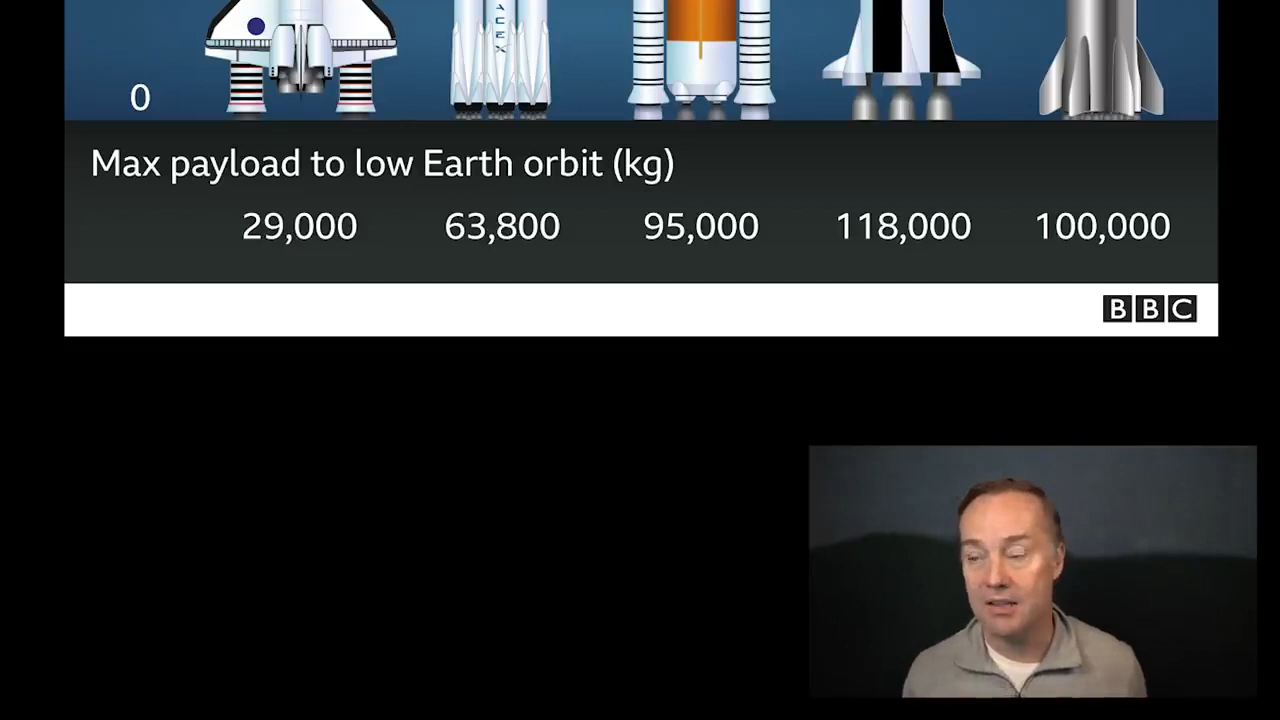 A
C
E
X
0
Max payload to low Earth orbit (kg)
29,000 63,800 95,000 118,000 100,000
BBC